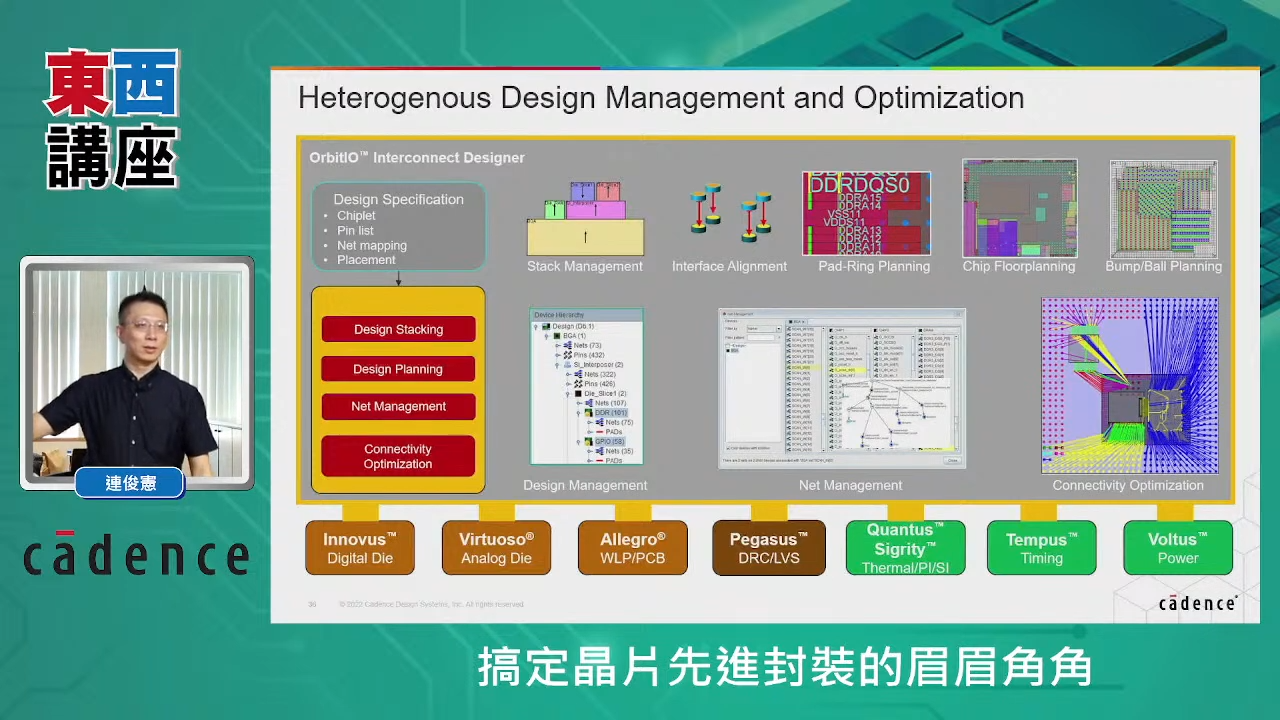 東西
講座
連俊憲
cādence
Heterogenous Design Management and Optimization
OrbitIO™ Interconnect Designer
Design Specification
• Chiplet
• Pin list
• Net mapping
• Placement
Design Stacking
Design Planning
Net Management
Connectivity
Optimization
Stack Management
Interface Alignment
DDRDQS0
DDRA15
DDRA14
VSS11
VDDS11
DDRA13
DDRA12
Pad-Ring Planning
Chip Floorplanning
Bump/Ball Planning
Device Hierarchy
Design (Db:1)
BGA (1)
Nets (73)
Pins (432)
Si_Interposer (2)
Nets (322)
Pins (426)
Die_Slice1 (2)
Nets (107)
DDR (101)
Nets (75)
PADs
GPIO (58)
Nets (35)
PADs
Design Management
Net Management
Connectivity Optimization
Innovus™
Digital Die
Virtuoso®
Analog Die
Allegro®
WLP/PCB
Pegasus™
DRC/LVS
Quantus™
Sigrity™
Thermal/PI/SI
Tempus™
Timing
Voltus™
Power
30 © 2022 Cadence Design Systems, Inc. All rights reserved.
cādence®
搞定晶片先進封裝的眉眉角角